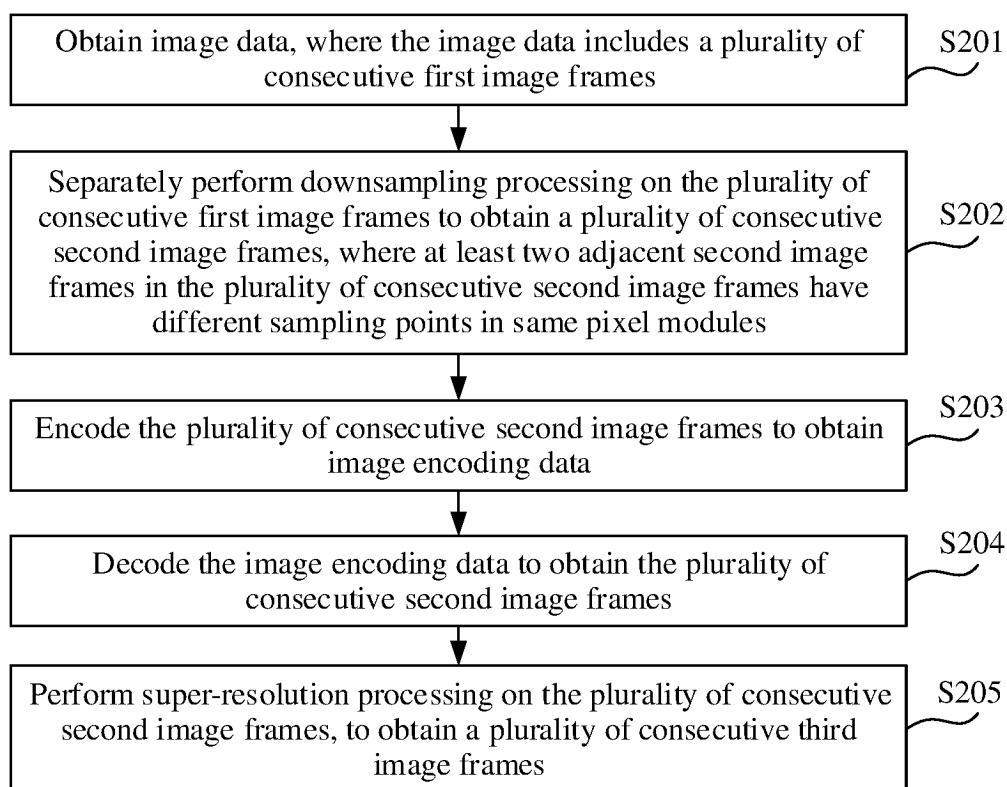 Obtain image data, where the image data includes a plurality of
consecutive first image frames
S201
Separately perform downsampling processing on the plurality of
consecutive first image frames to obtain a plurality of consecutive
second image frames, where at least two adjacent second image
frames in the plurality of consecutive second image frames have
different sampling points in same pixel modules
S202
Encode the plurality of consecutive second image frames to obtain
image encoding data
S203
Decode the image encoding data to obtain the plurality of
consecutive second image frames
S204
Perform super-resolution processing on the plurality of consecutive
second image frames, to obtain a plurality of consecutive third
image frames
S205